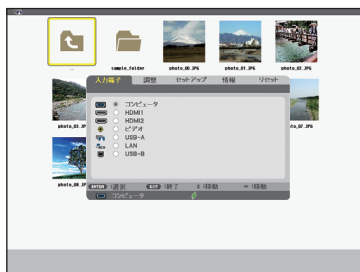 sample_folder photo_00.JPG photo_01.JPG photo_02.JPG
入力端子 調整 セットアップ 情報 リセット
コンピュータ
HDMI1
photo_03.JPG
HDMI2
photo_07.JPG
ビデオ
USB-A
LAN
USB-B
photo_08.JPG
ENTER :選択 EXIT :終了 :移動 :移動
コンピュータ